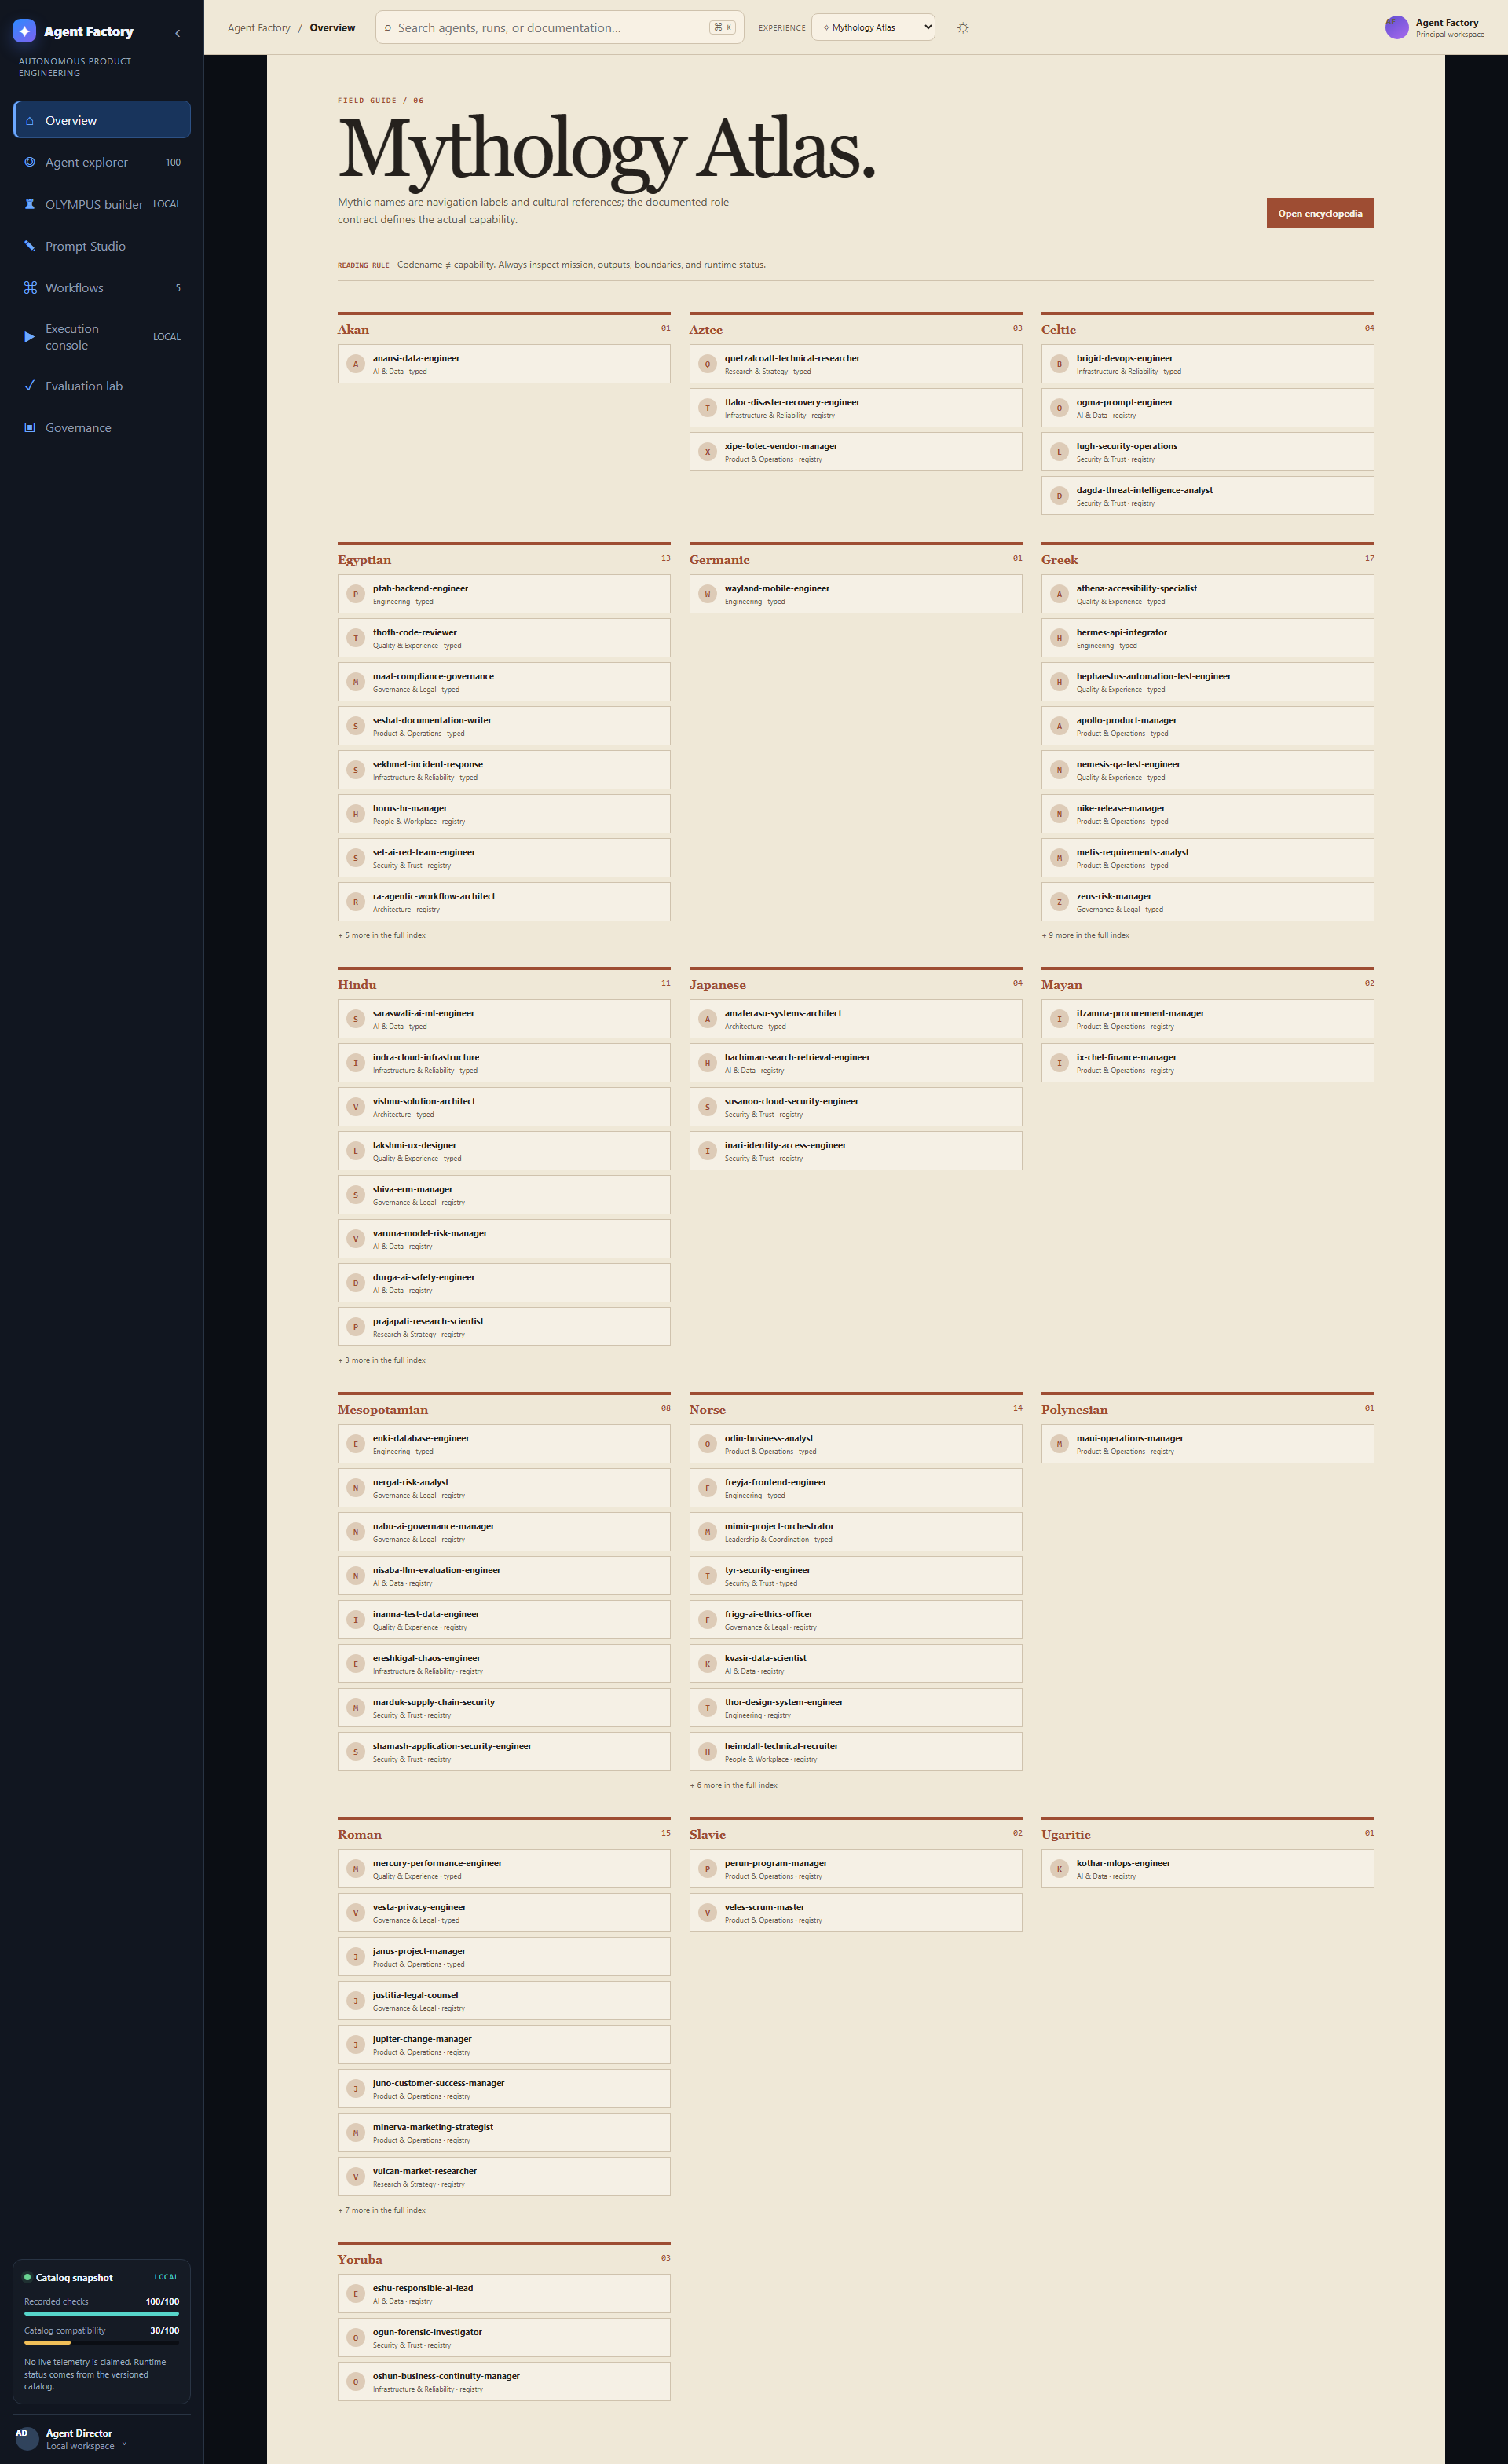 Agent Factory
‹
AUTONOMOUS PRODUCT
ENGINEERING
Overview
Agent explorer 100
OLYMPUS builder LOCAL
Prompt Studio
Workflows 5
Execution
console LOCAL
Evaluation lab
Governance
Catalog snapshot LOCAL
Recorded checks 100/100
Catalog compatibility 30/100
No live telemetry is claimed. Runtime
status comes from the versioned
catalog.
AD
Agent Director
Local workspace
Agent Factory / Overview
Search agents, runs, or documentation...
⌘ K
EXPERIENCE
✧ Mythology Atlas
Agent Factory
Principal workspace
FIELD GUIDE / 06
Mythology Atlas.
Mythic names are navigation labels and cultural references; the documented role
contract defines the actual capability.
Open encyclopedia
READING RULE Codename ≠ capability. Always inspect mission, outputs, boundaries, and runtime status.
Akan 01
A
anansi-data-engineer
AI & Data · typed
Aztec 03
Q
quetzalcoatl-technical-researcher
Research & Strategy · typed
T
tlaloc-disaster-recovery-engineer
Infrastructure & Reliability · registry
X
xipe-totec-vendor-manager
Product & Operations · registry
Celtic 04
B
brigid-devops-engineer
Infrastructure & Reliability · typed
O
ogma-prompt-engineer
AI & Data · registry
L
lugh-security-operations
Security & Trust · registry
D
dagda-threat-intelligence-analyst
Security & Trust · registry
Egyptian 13
P
ptah-backend-engineer
Engineering · typed
T
thoth-code-reviewer
Quality & Experience · typed
M
maat-compliance-governance
Governance & Legal · typed
S
seshat-documentation-writer
Product & Operations · typed
S
sekhmet-incident-response
Infrastructure & Reliability · typed
H
horus-hr-manager
People & Workplace · registry
S
set-ai-red-team-engineer
Security & Trust · registry
R
ra-agentic-workflow-architect
Architecture · registry
+ 5 more in the full index
Germanic 01
W
wayland-mobile-engineer
Engineering · typed
Greek 17
A
athena-accessibility-specialist
Quality & Experience · typed
H
hermes-api-integrator
Engineering · typed
H
hephaestus-automation-test-engineer
Quality & Experience · typed
A
apollo-product-manager
Product & Operations · typed
N
nemesis-qa-test-engineer
Quality & Experience · typed
N
nike-release-manager
Product & Operations · typed
M
metis-requirements-analyst
Product & Operations · typed
Z
zeus-risk-manager
Governance & Legal · typed
+ 9 more in the full index
Hindu 11
S
saraswati-ai-ml-engineer
AI & Data · typed
I
indra-cloud-infrastructure
Infrastructure & Reliability · typed
V
vishnu-solution-architect
Architecture · typed
L
lakshmi-ux-designer
Quality & Experience · typed
S
shiva-erm-manager
Governance & Legal · registry
V
varuna-model-risk-manager
AI & Data · registry
D
durga-ai-safety-engineer
AI & Data · registry
P
prajapati-research-scientist
Research & Strategy · registry
+ 3 more in the full index
Japanese 04
A
amaterasu-systems-architect
Architecture · typed
H
hachiman-search-retrieval-engineer
AI & Data · registry
S
susanoo-cloud-security-engineer
Security & Trust · registry
I
inari-identity-access-engineer
Security & Trust · registry
Mayan 02
I
itzamna-procurement-manager
Product & Operations · registry
I
ix-chel-finance-manager
Product & Operations · registry
Mesopotamian 08
E
enki-database-engineer
Engineering · typed
N
nergal-risk-analyst
Governance & Legal · registry
N
nabu-ai-governance-manager
Governance & Legal · registry
N
nisaba-llm-evaluation-engineer
AI & Data · registry
I
inanna-test-data-engineer
Quality & Experience · registry
E
ereshkigal-chaos-engineer
Infrastructure & Reliability · registry
M
marduk-supply-chain-security
Security & Trust · registry
S
shamash-application-security-engineer
Security & Trust · registry
Norse 14
O
odin-business-analyst
Product & Operations · typed
F
freyja-frontend-engineer
Engineering · typed
M
mimir-project-orchestrator
Leadership & Coordination · typed
T
tyr-security-engineer
Security & Trust · typed
F
frigg-ai-ethics-officer
Governance & Legal · registry
K
kvasir-data-scientist
AI & Data · registry
T
thor-design-system-engineer
Engineering · registry
H
heimdall-technical-recruiter
People & Workplace · registry
+ 6 more in the full index
Polynesian 01
M
maui-operations-manager
Product & Operations · registry
Roman 15
M
mercury-performance-engineer
Quality & Experience · typed
V
vesta-privacy-engineer
Governance & Legal · typed
J
janus-project-manager
Product & Operations · typed
J
justitia-legal-counsel
Governance & Legal · registry
J
jupiter-change-manager
Product & Operations · registry
J
juno-customer-success-manager
Product & Operations · registry
M
minerva-marketing-strategist
Product & Operations · registry
V
vulcan-market-researcher
Research & Strategy · registry
+ 7 more in the full index
Slavic 02
P
perun-program-manager
Product & Operations · registry
V
veles-scrum-master
Product & Operations · registry
Ugaritic 01
K
kothar-mlops-engineer
AI & Data · registry
Yoruba 03
E
eshu-responsible-ai-lead
AI & Data · registry
O
ogun-forensic-investigator
Security & Trust · registry
O
oshun-business-continuity-manager
Infrastructure & Reliability · registry